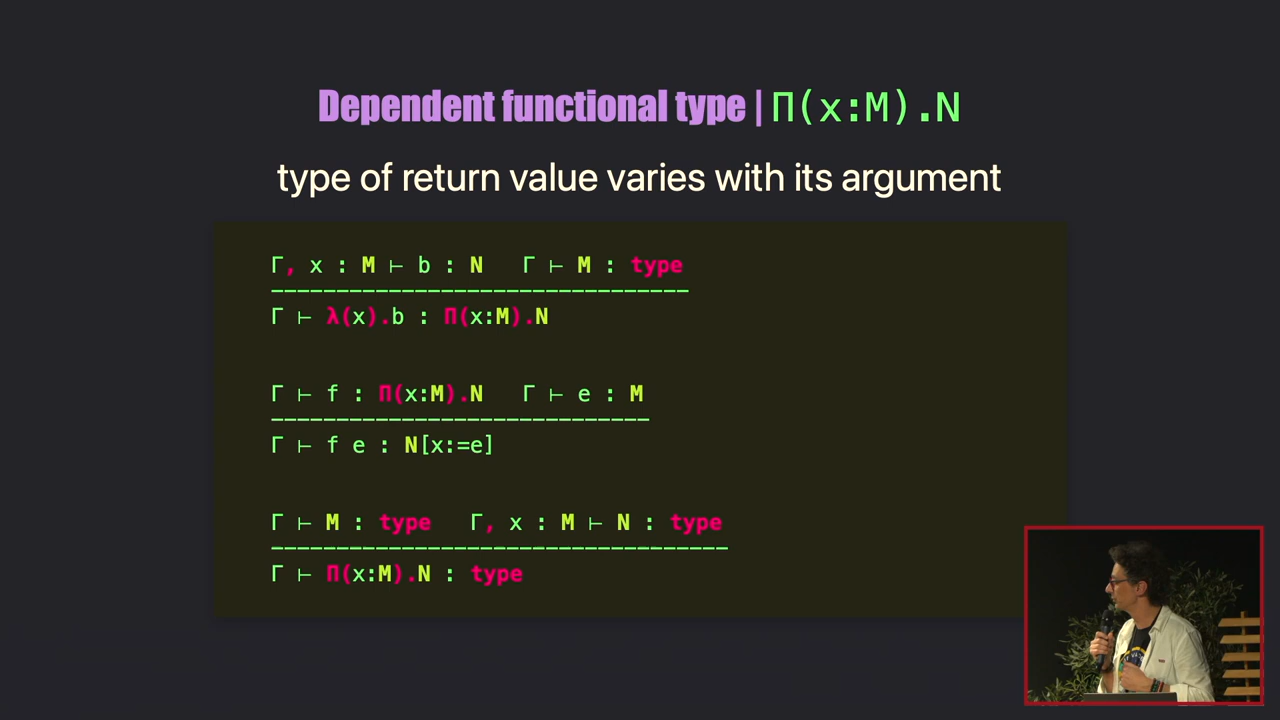 Dependent functional type | Π(x:M).N
type of return value varies with its argument
Γ, x : M ⊢ b : N   Γ ⊢ M : type
--------------------------------
Γ ⊢ λ(x).b : Π(x:M).N
Γ ⊢ f : Π(x:M).N   Γ ⊢ e : M
-----------------------------
Γ ⊢ f e : N[x:=e]
Γ ⊢ M : type   Γ, x : M ⊢ N : type
-----------------------------------
Γ ⊢ Π(x:M).N : type